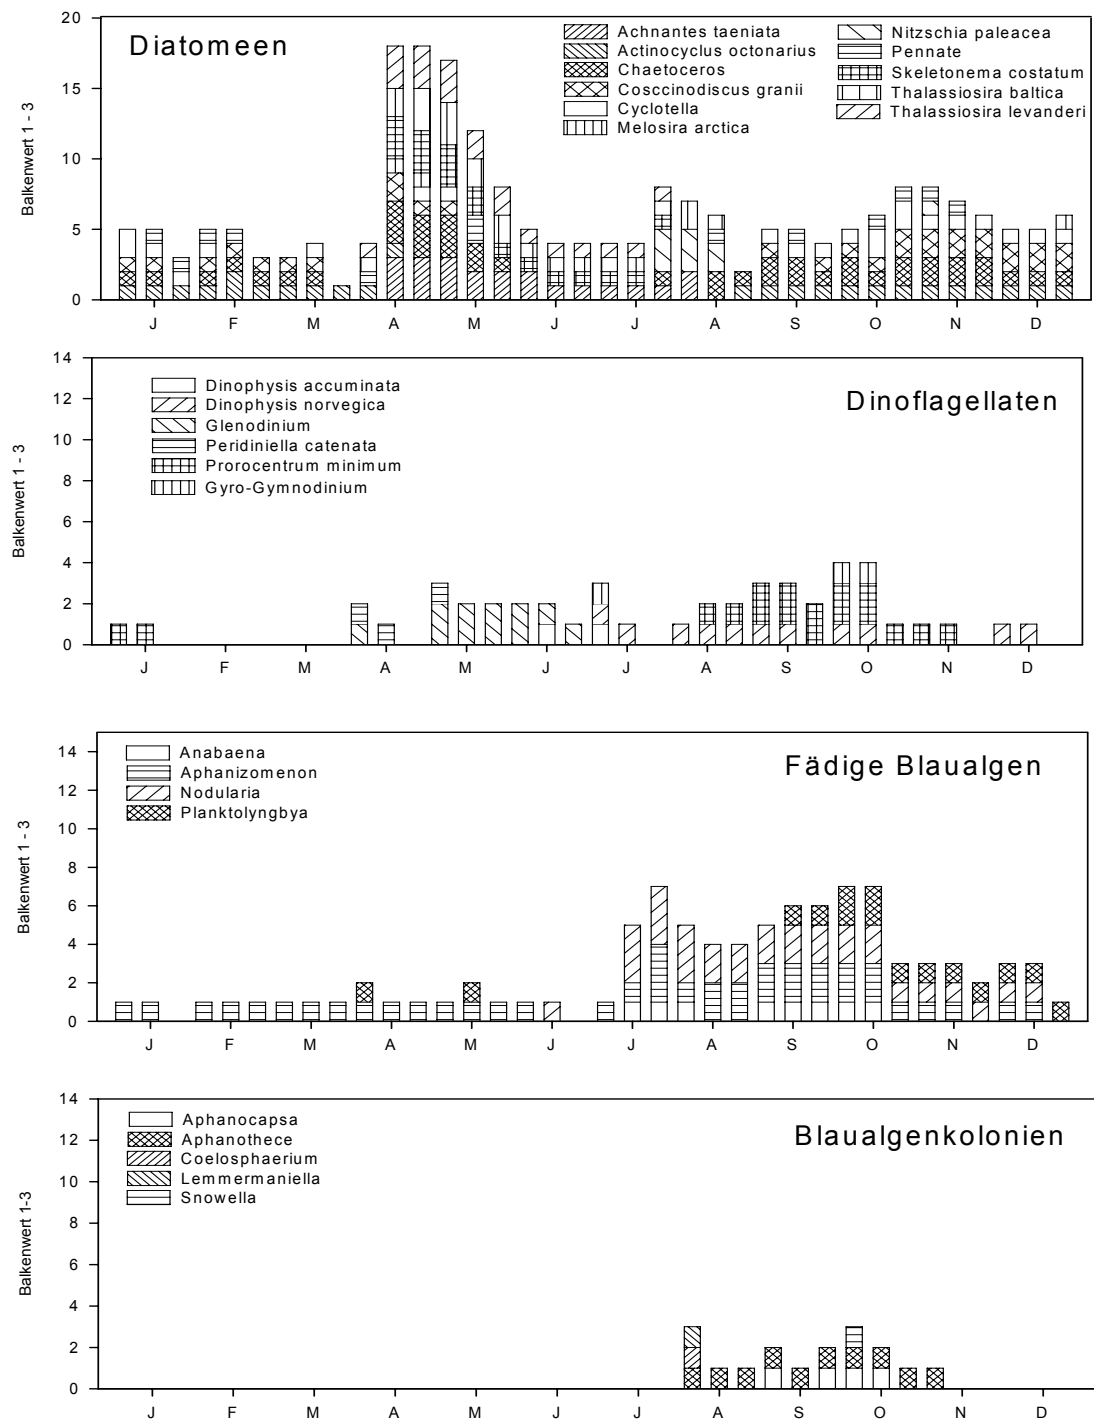 20
15
10
5
0
Balkenwert 1 - 3
Diatomeen
Achnantes taeniata
Actinocyclus octonarius
Chaetoceros
Cosccinodiscus granii
Cyclotella
Melosira arctica
Nitzschia paleacea
Pennate
Skeletonema costatum
Thalassiosira baltica
Thalassiosira levanderi
J F M A M J J A S O N D
14
12
10
8
6
4
2
0
Balkenwert 1 - 3
Dinophysis accuminata
Dinophysis norvegica
Glenodinium
Peridiniella catenata
Prorocentrum minimum
Gyro-Gymnodinium
Dinoflagellaten
J F M A M J J A S O N D
14
12
10
8
6
4
2
0
Balkenwert 1 - 3
Anabaena
Aphanizomenon
Nodularia
Planktolyngbya
Fädige Blaualgen
J F M A M J J A S O N D
14
12
10
8
6
4
2
0
Balkenwert 1-3
Aphanocapsa
Aphanothece
Coelosphaerium
Lemmermaniella
Snowella
Blaualgenkolonien
J F M A M J J A S O N D